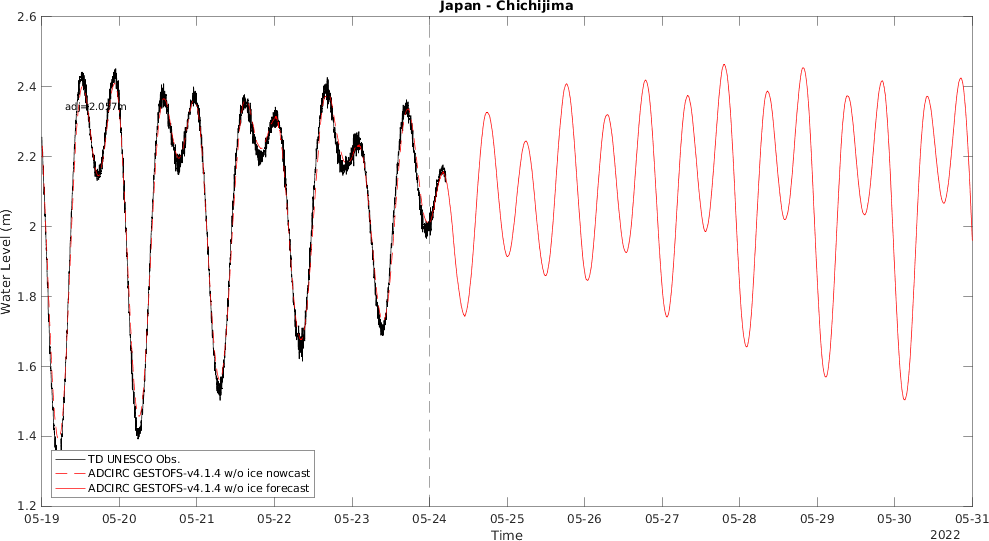 Japan - Chichijima
2.6
2.4
2.2
2
1.8
1.6
1.4
1.2
Water Level (m)
adj=2.057m
TD UNESCO Obs.
ADCIRC GESTOFS-v4.1.4 w/o ice nowcast
ADCIRC GESTOFS-v4.1.4 w/o ice forecast
05-19 05-20 05-21 05-22 05-23 05-24 05-25 05-26 05-27 05-28 05-29 05-30 05-31
Time
2022